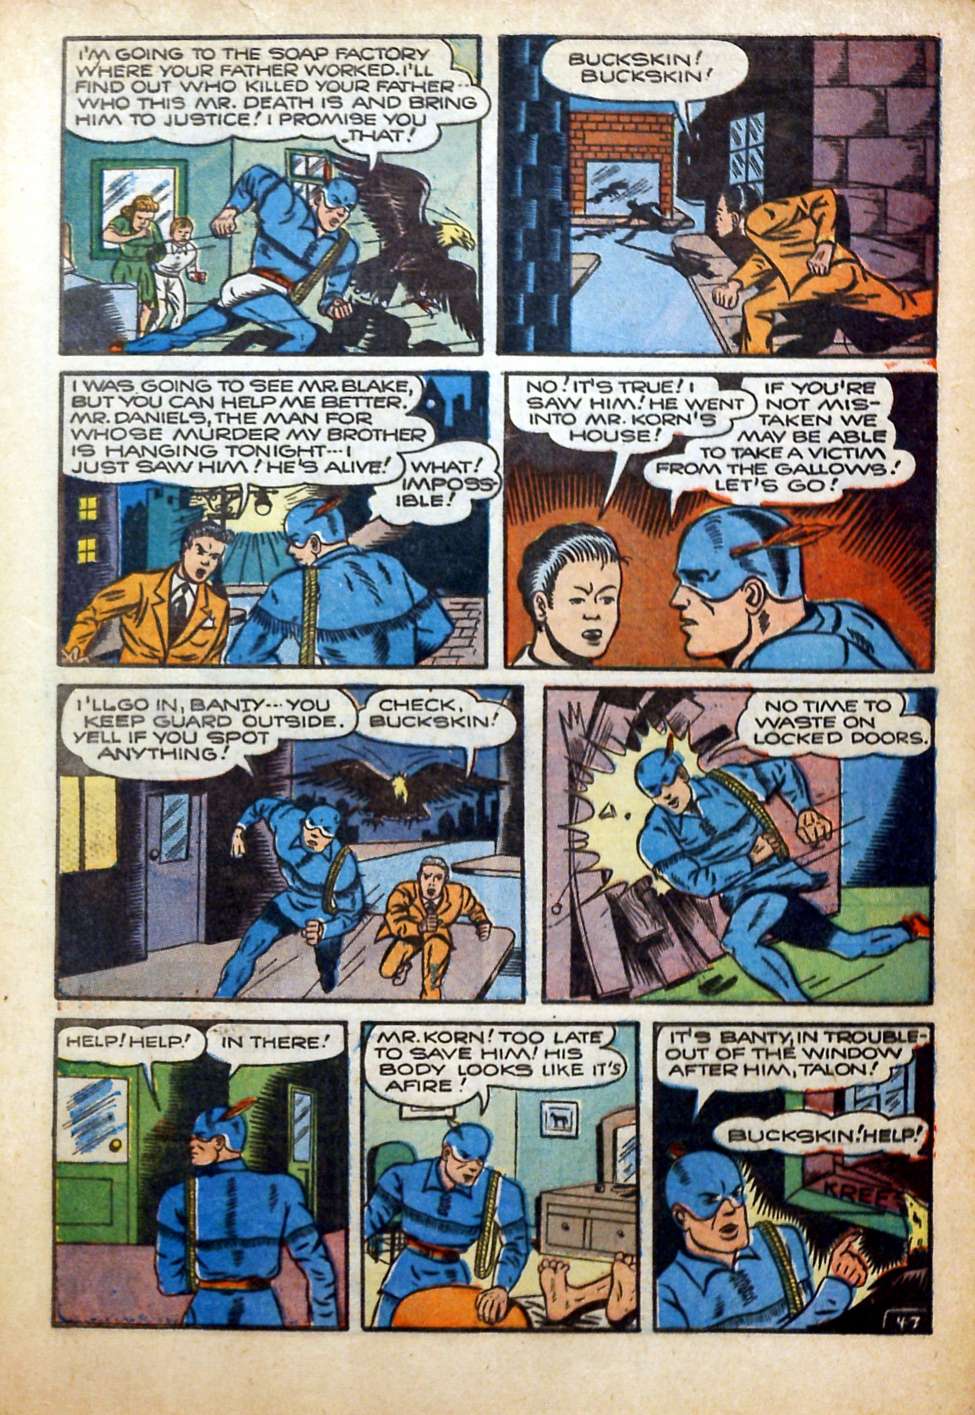 I'M GOING TO THE SOAP FACTORY
WHERE YOUR FATHER WORKED. I'LL
FIND OUT WHO KILLED YOUR FATHER--
WHO THIS MR. DEATH IS AND BRING
HIM TO JUSTICE! I PROMISE YOU
THAT!
BUCKSKIN!
BUCKSKIN!
I WAS GOING TO SEE MR. BLAKE,
BUT YOU CAN HELP ME BETTER.
MR. DANIELS, THE MAN FOR
WHOSE MURDER MY BROTHER
IS HANGING TONIGHT--- I
JUST SAW HIM! HE'S ALIVE!
WHAT!
IMPOSS-
IBLE!
NO! IT'S TRUE! I
SAW HIM! HE WENT
INTO MR. KORN'S
HOUSE!
IF YOU'RE
NOT MIS-
TAKEN WE
MAY BE ABLE
TO TAKE A VICTIM
FROM THE GALLOWS!
LET'S GO!
I'LL GO IN, BANTY--- YOU
KEEP GUARD OUTSIDE.
YELL IF YOU SPOT
ANYTHING!
CHECK,
BUCKSKIN!
NO TIME TO
WASTE ON
LOCKED DOORS.
HELP! HELP!
IN THERE!
MR. KORN! TOO LATE
TO SAVE HIM! HIS
BODY LOOKS LIKE IT'S
AFIRE!
IT'S BANTY, IN TROUBLE-
OUT OF THE WINDOW
AFTER HIM, TALON!
BUCKSKIN! HELP!
KREE
47